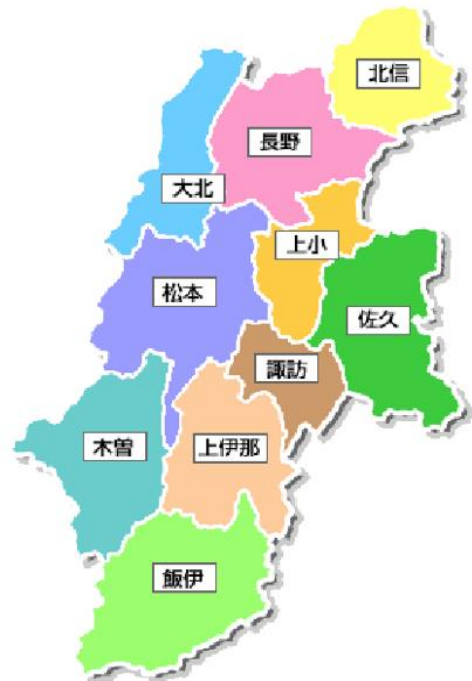 北信
長野
大北
上小
松本
佐久
諏訪
木曽
上伊那
飯伊